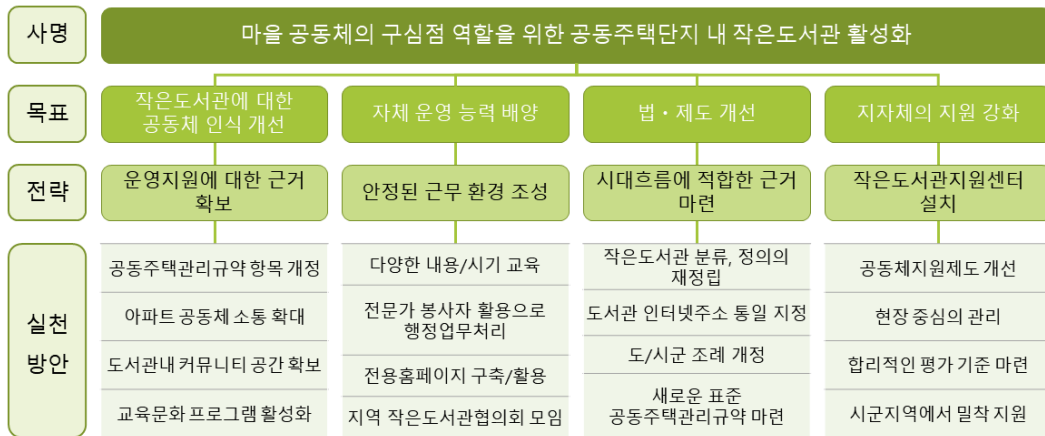 사명
마을 공동체의 구심점 역할을 위한 공동주택단지 내 작은도서관 활성화
목표
작은도서관에 대한
공동체 인식 개선
자체 운영 능력 배양
법・제도 개선
지자체의 지원 강화
전략
운영지원에 대한 근거
확보
안정된 근무 환경 조성
시대흐름에 적합한 근거
마련
작은도서관지원센터
설치
실천
방안
공동주택관리규약 항목 개정
아파트 공동체 소통 확대
도서관내 커뮤니티 공간 확보
교육문화 프로그램 활성화
다양한 내용/시기 교육
전문가 봉사자 활용으로
행정업무처리
전용홈페이지 구축/활용
지역 작은도서관협의회 모임
작은도서관 분류, 정의의
재정립
도서관 인터넷주소 통일 지정
도/시군 조례 개정
새로운 표준
공동주택관리규약 마련
공동체지원제도 개선
현장 중심의 관리
합리적인 평가 기준 마련
시군지역에서 밀착 지원